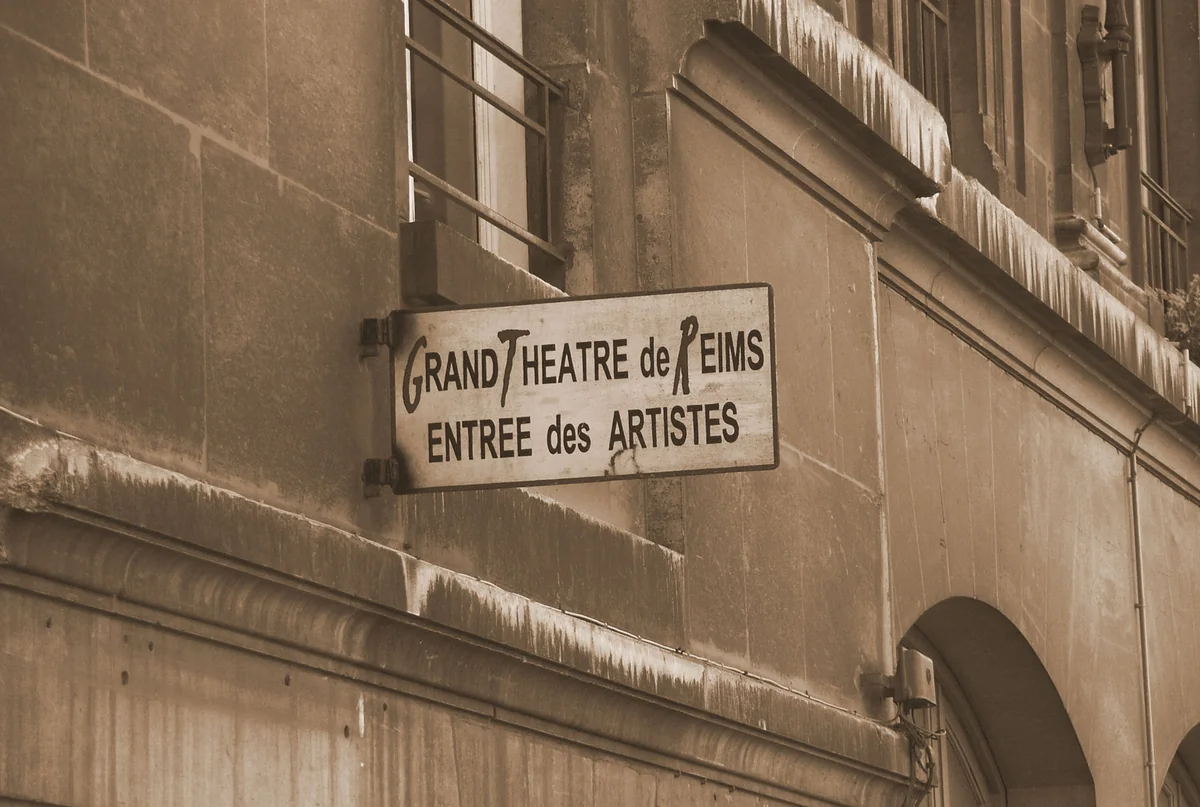 GRAND THEATRE de REIMS
ENTREE des ARTISTES